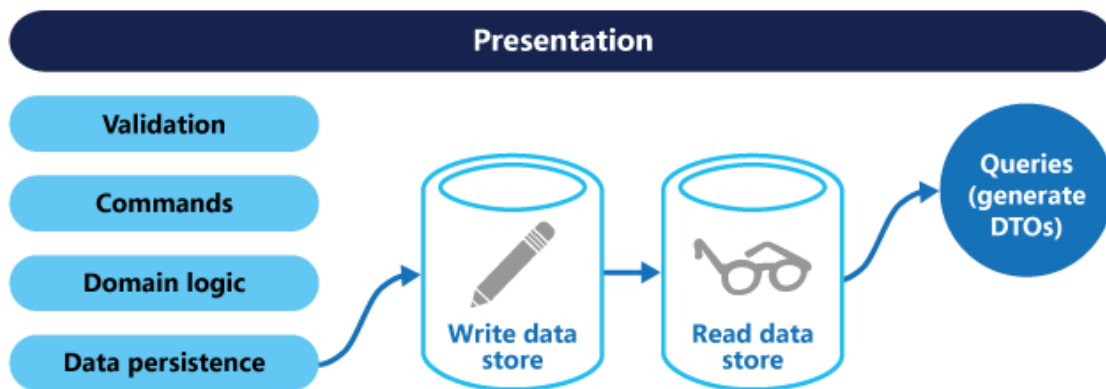 Presentation
Validation
Commands
Domain logic
Data persistence
Write data
store
Read data
store
Queries
(generate
DTOs)